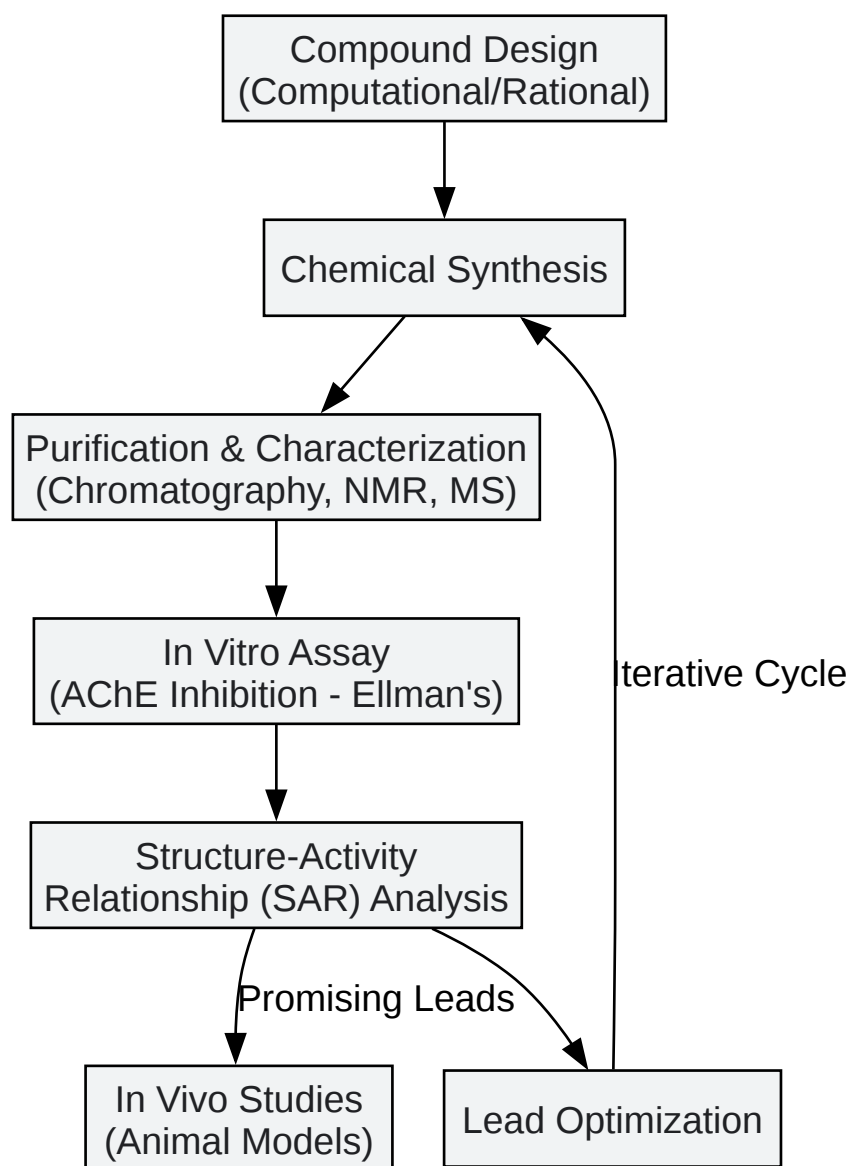 Compound Design
(Computational/Rational)
Chemical Synthesis
Purification & Characterization
(Chromatography, NMR, MS)
In Vitro Assay
(AChE Inhibition - Ellman's)
Iterative Cycle
Structure-Activity
Relationship (SAR) Analysis
Promising Leads
In Vivo Studies
(Animal Models)
Lead Optimization